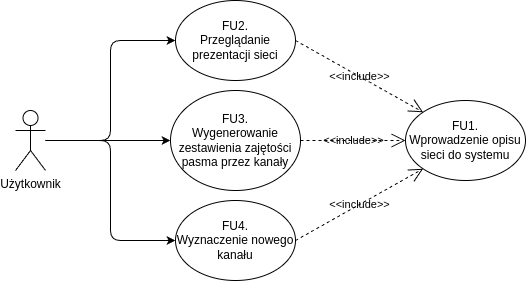 FU2.
Przeglądanie
prezentacji sieci
<<include>>
FU3.
Wygenerowanie
zestawienia zajętości
pasma przez kanały
<<include>>
FU1.
Wprowadzenie opisu
sieci do systemu
Użytkownik
<<include>>
FU4.
Wyznaczenie nowego
kanału